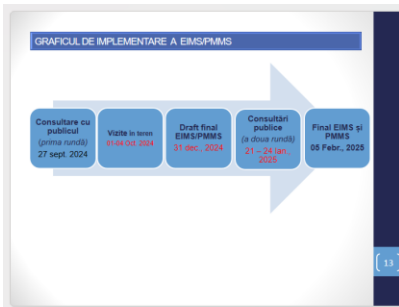 GRAFICUL DE IMPLEMENTARE A EIMS/PMMS
Consultare cu
publicul
(prima rundă)
27 sept. 2024
Vizite în teren
01-04 Oct. 2024
Draft final
EIMS/PMMS
31 dec., 2024
Consultări
publice
(a doua rundă)
21 – 24 ian.,
2025
Final EIMS și
PMMS
05 Febr., 2025
13